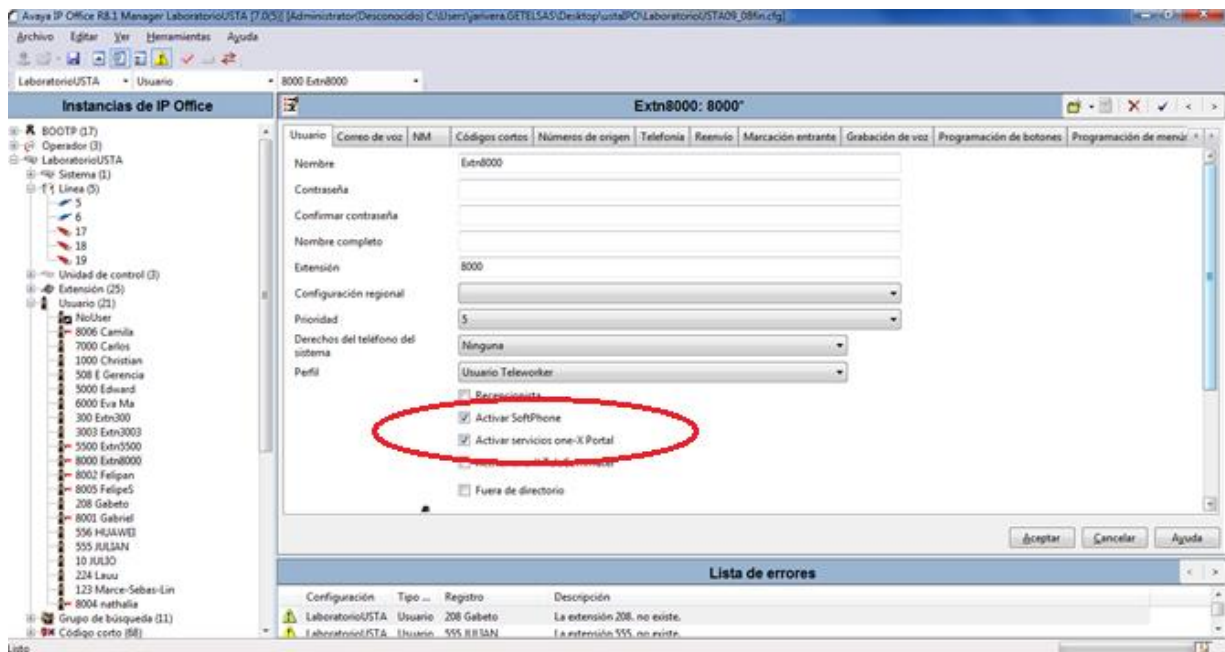 Avaya IP Office R8.1 Manager LaboratorioUSTA [7.0(5)] [Administrator(Desconocido) C:\Users\jarivera.GETELSAS\Desktop\ustaIPO\LaboratorioUSTA09_08fin.cfg]
Archivo Editar Ver Herramientas Ayuda
LaboratorioUSTA Usuario 8000 Extn8000
Instancias de IP Office
BOOTP (17)
Operador (3)
LaboratorioUSTA
Sistema (1)
Línea (5)
5
6
17
18
19
Unidad de control (3)
Extensión (25)
Usuario (21)
NoUser
8006 Camila
7000 Carlos
1000 Christian
508 E Gerencia
5000 Edward
6000 Eva Ma
300 Extn300
3003 Extn3003
5500 Extn5500
8000 Extn8000
8002 Felipan
8005 FelipeS
208 Gabeto
8001 Gabriel
556 HUAWEI
555 JULIAN
10 JULIO
224 Lauu
123 Marce-Sebas-Lin
8004 nathalia
Grupo de búsqueda (11)
Código corto (68)
Extn8000: 8000*
Usuario Correo de voz NM Códigos cortos Números de origen Telefonía Reenvío Marcación entrante Grabación de voz Programación de botones Programación de menú
Nombre Extn8000
Contraseña
Confirmar contraseña
Nombre completo
Extensión 8000
Configuración regional
Prioridad 5
Derechos del teléfono del
sistema Ninguna
Perfil Usuario Teleworker
Recepcionista
Activar SoftPhone
Activar servicios one-X Portal
Fuera de directorio
Aceptar Cancelar Ayuda
Lista de errores
Configuración Tipo ... Registro Descripción
LaboratorioUSTA Usuario 208 Gabeto La extensión 208, no existe.
LaboratorioUSTA Usuario 555 JULIAN La extensión 555, no existe.
Listo